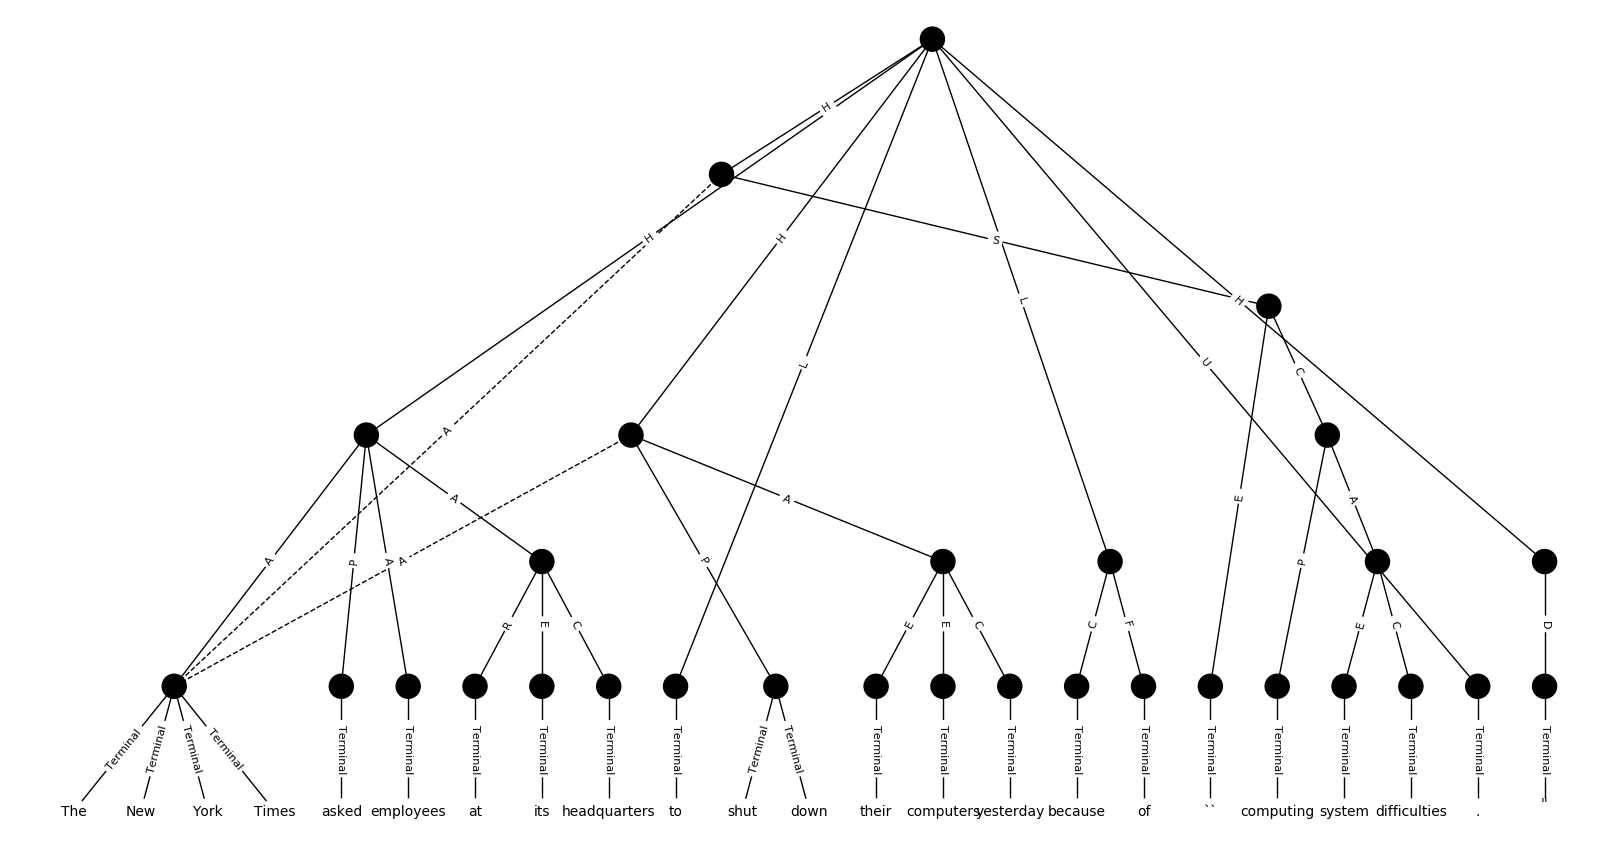 H
H H
S
L
H
L U C
A
A A E A
A P A A P P
R E C E E C C F E C D
Terminal Terminal Terminal Terminal Terminal Terminal Terminal Terminal Terminal Terminal Terminal Terminal Terminal Terminal Terminal Terminal Terminal Terminal Terminal Terminal Terminal Terminal Terminal
The New York Times asked employees at its headquarters to shut down their computers yesterday because of `` computing system difficulties . "